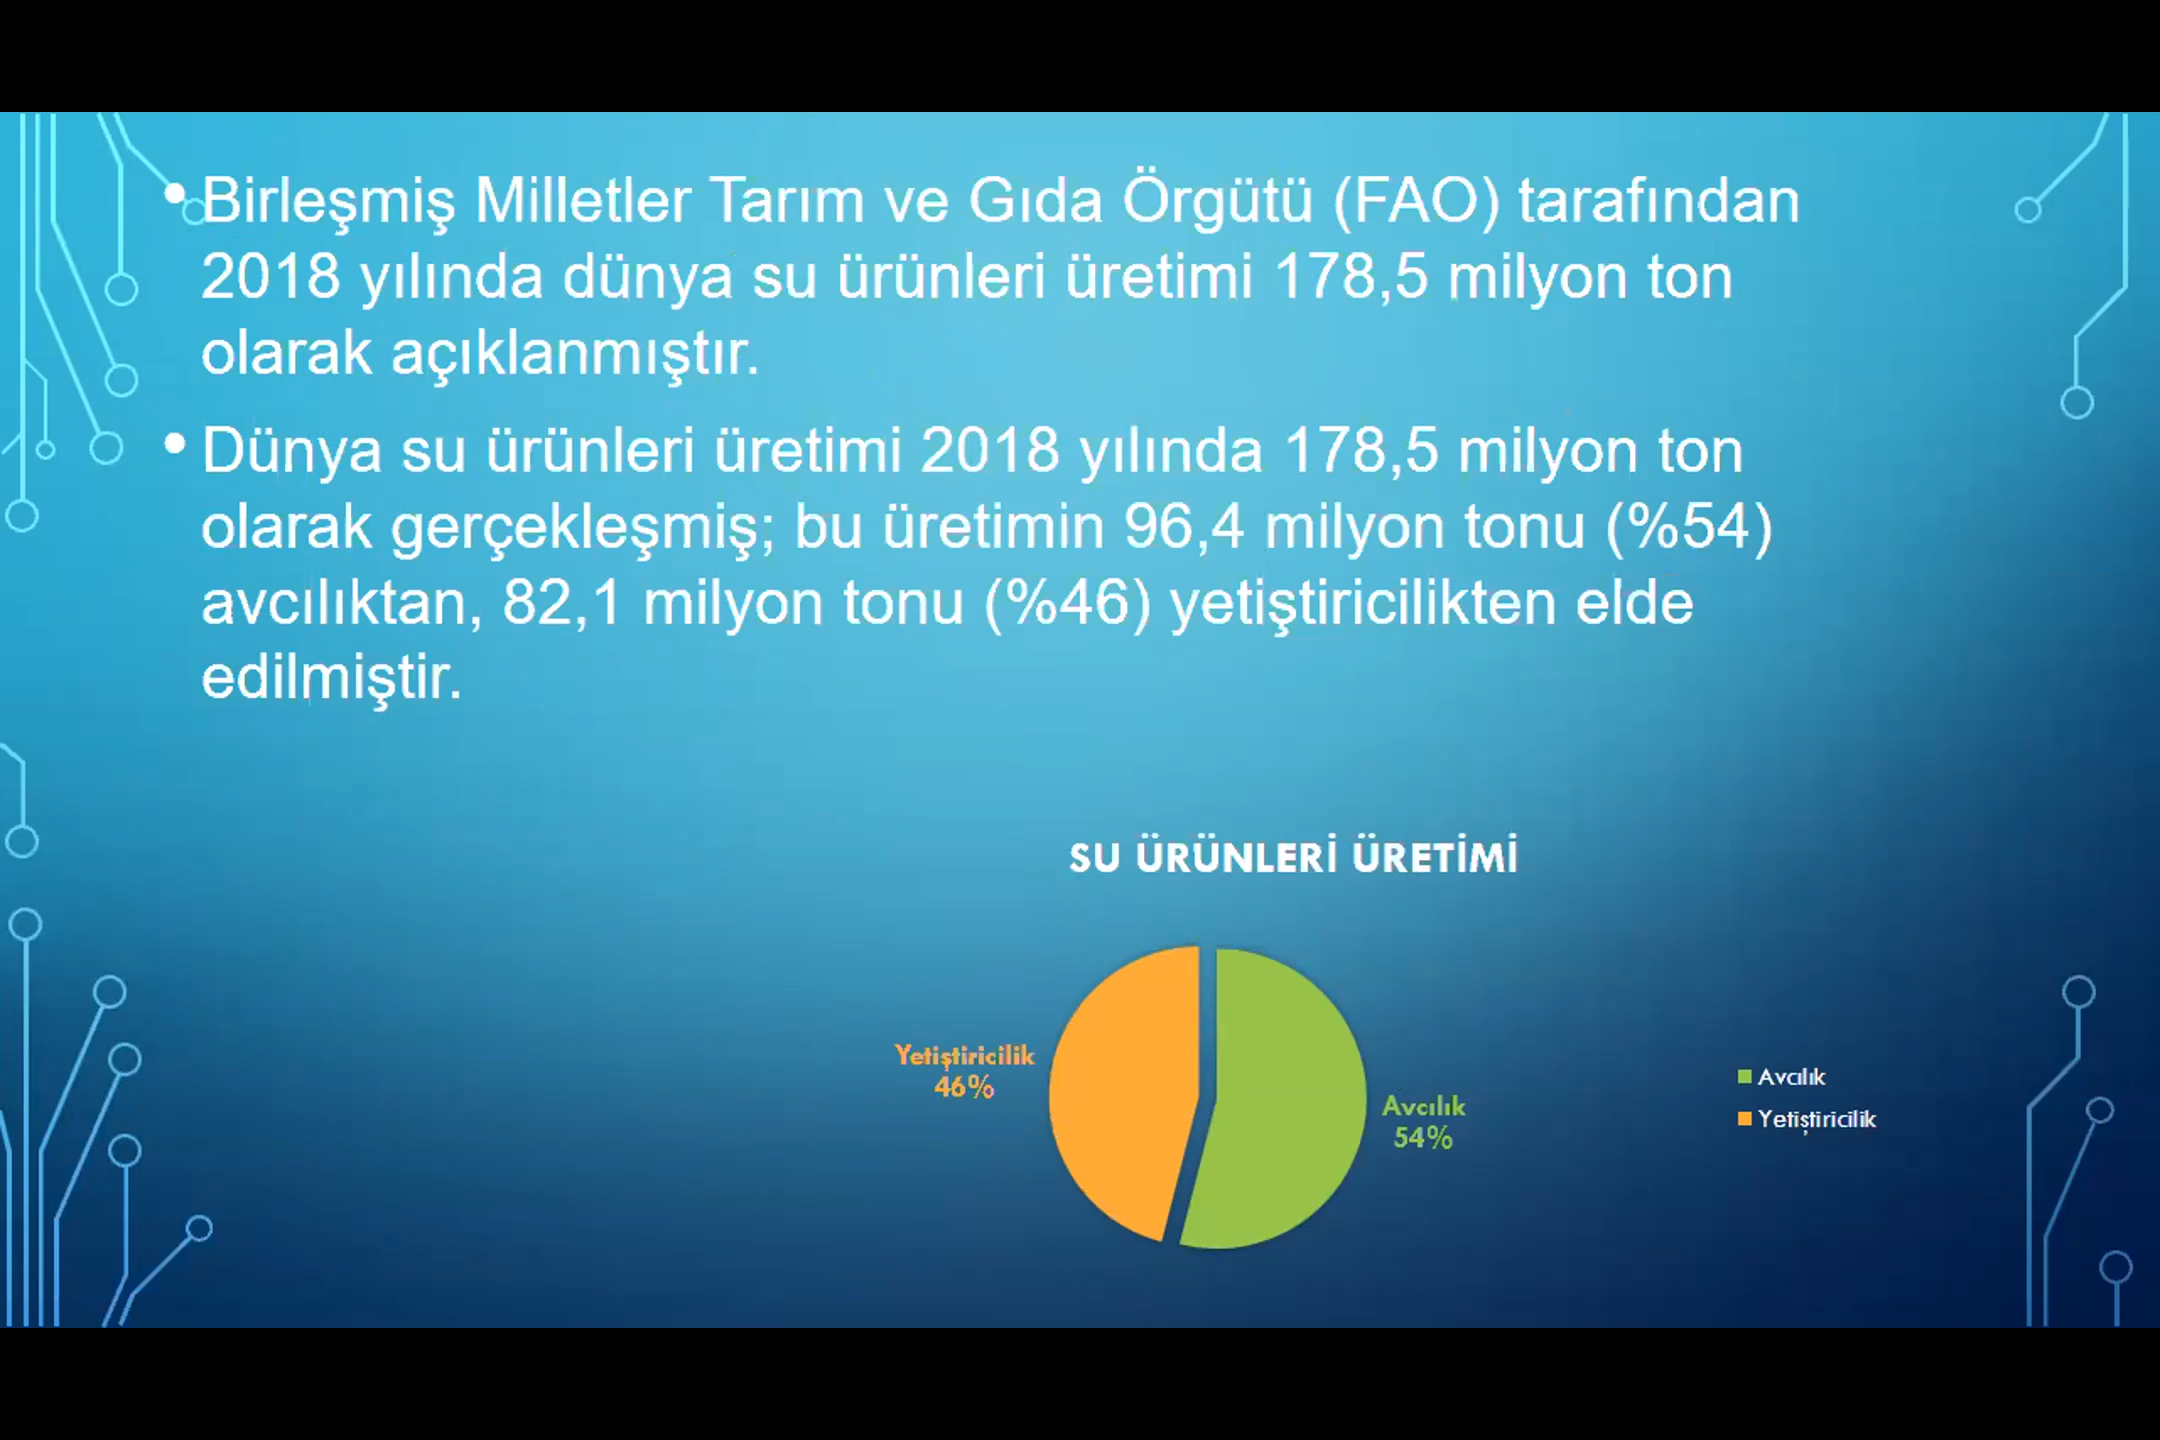 • Birleşmiş Milletler Tarım ve Gıda Örgütü (FAO) tarafından
2018 yılında dünya su ürünleri üretimi 178,5 milyon ton
olarak açıklanmıştır.
• Dünya su ürünleri üretimi 2018 yılında 178,5 milyon ton
olarak gerçekleşmiş; bu üretimin 96,4 milyon tonu (%54)
avcılıktan, 82,1 milyon tonu (%46) yetiştiricilikten elde
edilmiştir.
SU ÜRÜNLERİ ÜRETİMİ
Yetiştiricilik
46%
Avcılık
54%
Avcılık
Yetiştiricilik